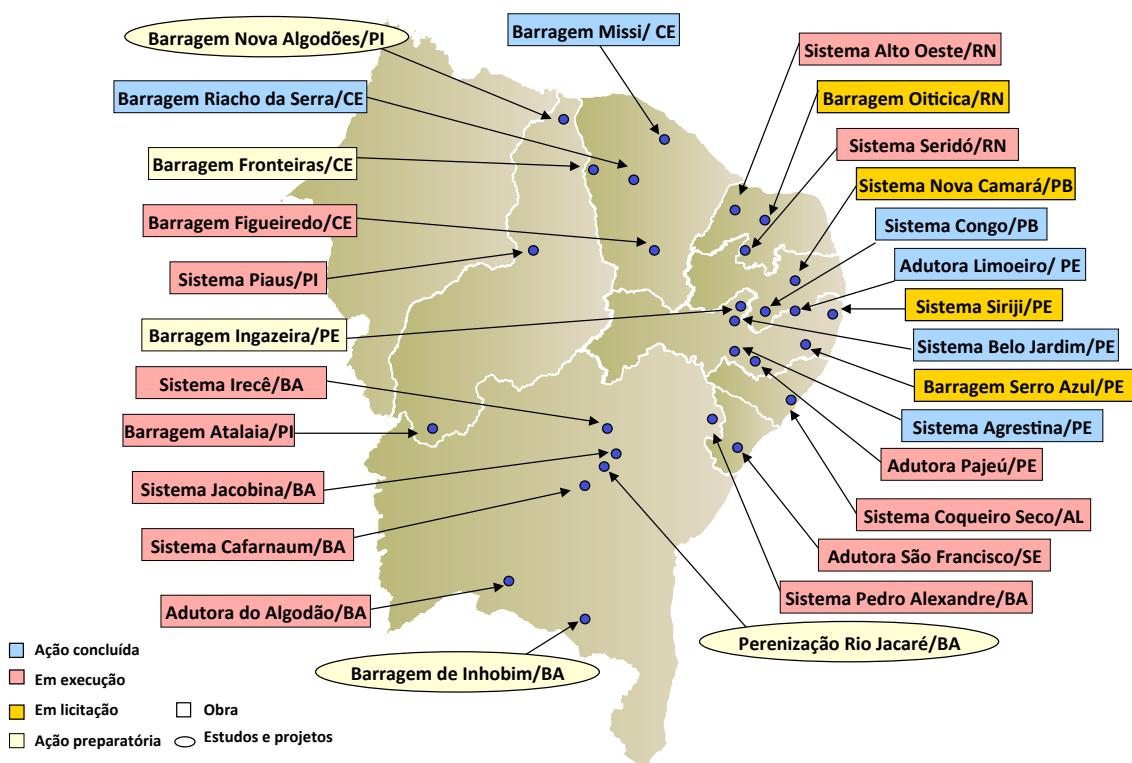 Barragem Nova Algodões/PI
Barragem Missi/ CE
Sistema Alto Oeste/RN
Barragem Riacho da Serra/CE
Barragem Oiticica/RN
Sistema Seridó/RN
Barragem Fronteiras/CE
Sistema Nova Camará/PB
Barragem Figueiredo/CE
Sistema Congo/PB
Sistema Piaus/PI
Adutora Limoeiro/ PE
Sistema Siriji/PE
Barragem Ingazeira/PE
Sistema Belo Jardim/PE
Sistema Irecê/BA
Barragem Serro Azul/PE
Barragem Atalaia/PI
Sistema Agrestina/PE
Adutora Pajeú/PE
Sistema Jacobina/BA
Sistema Coqueiro Seco/AL
Sistema Cafarnaum/BA
Adutora São Francisco/SE
Sistema Pedro Alexandre/BA
Adutora do Algodão/BA
Perenização Rio Jacaré/BA
Barragem de Inhobim/BA
Ação concluída
Em execução
Em licitação
Ação preparatória
Obra
Estudos e projetos